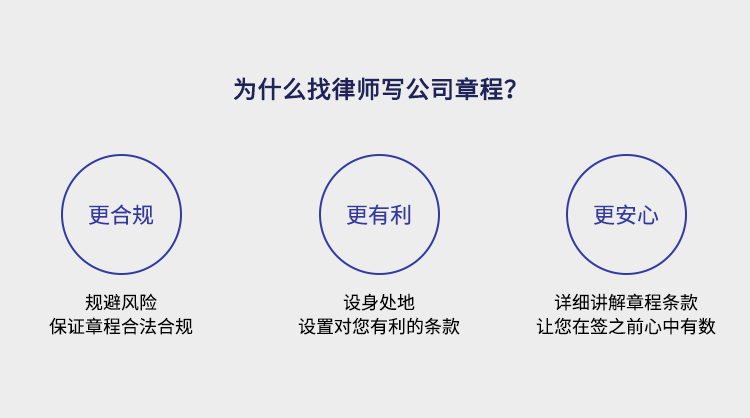 为什么找律师写公司章程？
更合规
更有利
更安心
规避风险
保证章程合法合规
设身处地
设置对您有利的条款
详细讲解章程条款
让您在签之前心中有数